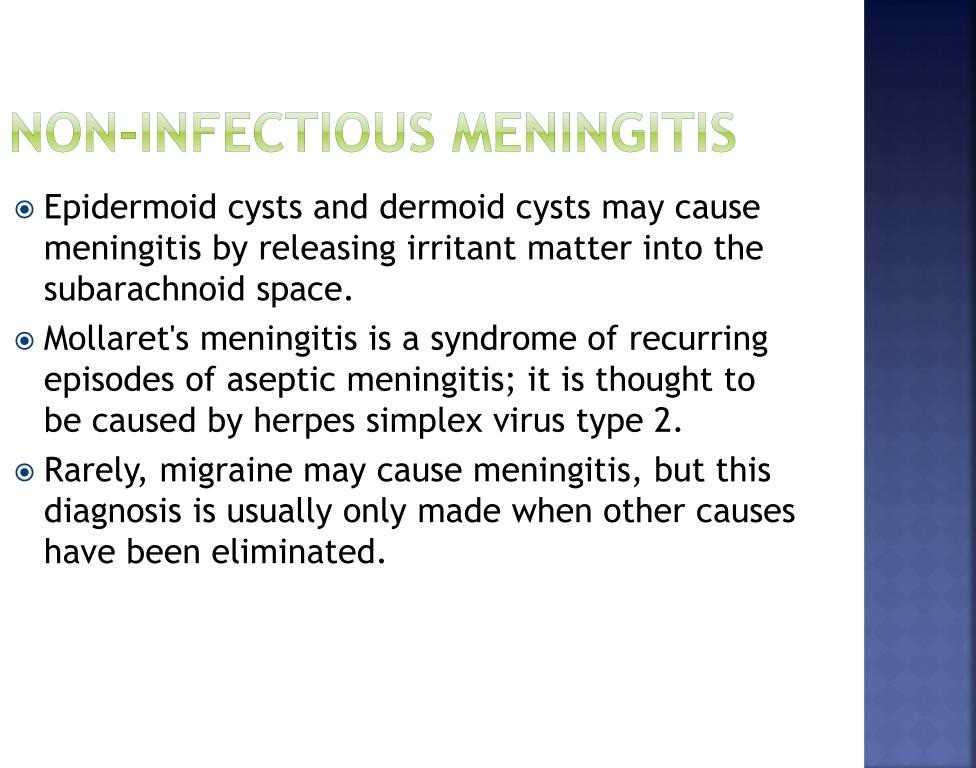 NON-INFECTIOUS MENINGITIS
Epidermoid cysts and dermoid cysts may cause
meningitis by releasing irritant matter into the
subarachnoid space.
Mollaret's meningitis is a syndrome of recurring
episodes of aseptic meningitis; it is thought to
be caused by herpes simplex virus type 2.
Rarely, migraine may cause meningitis, but this
diagnosis is usually only made when other causes
have been eliminated.